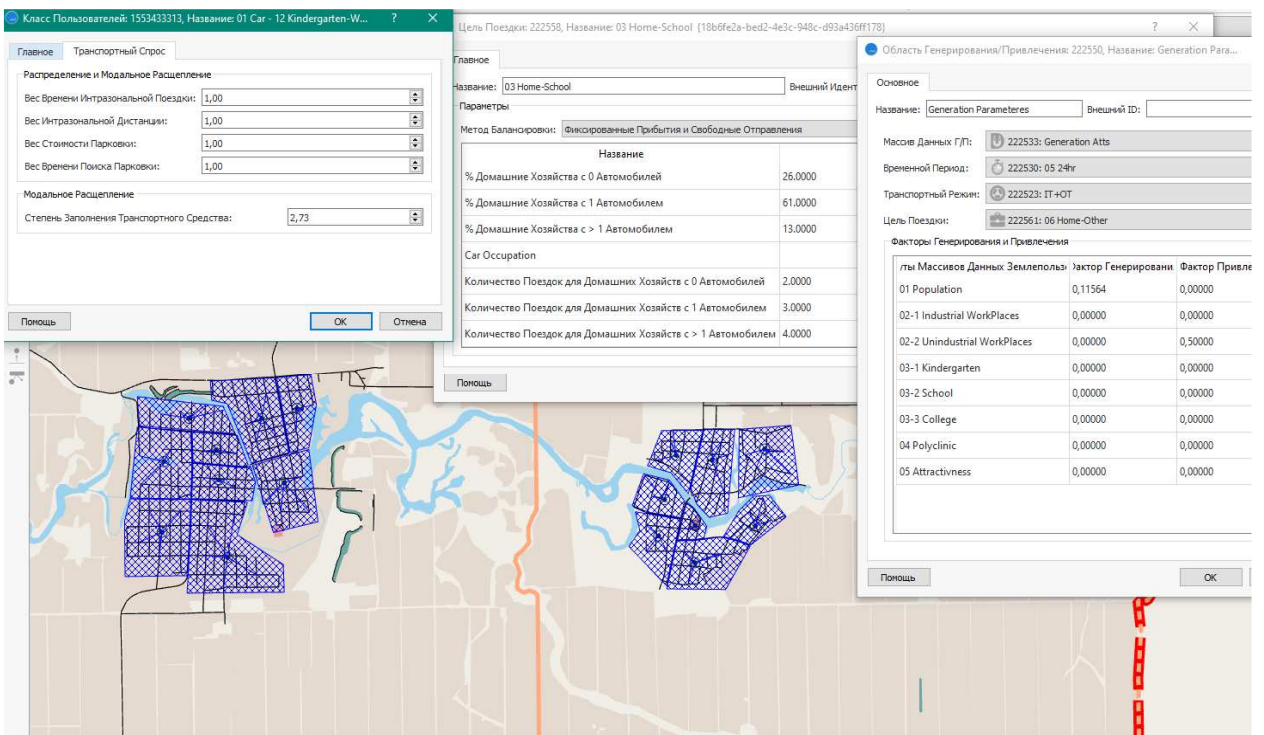 Класс Пользователей: 1553433313, Название: 01 Car - 12 Kindergarten-W... ? ×
Главное Транспортный Спрос
Распределение и Модальное Расщепление
Вес Времени Интразональной Поездки: 1,00
Вес Интразональной Дистанции: 1,00
Вес Стоимости Парковки: 1,00
Вес Времени Поиска Парковки: 1,00
Модальное Расщепление
Степень Заполнения Транспортного Средства: 2,73
Помощь OK Отмена
Цель Поездки: 222558, Название: 03 Home-School {18b6fe2a-bed2-4e3c-948c-d93a436ff178} ? ×
Главное
Название: 03 Home-School Внешний Идент
Параметры
Метод Балансировки: Фиксированные Прибытия и Свободные Отправления
Название
% Домашние Хозяйства с 0 Автомобилей 26.0000
% Домашние Хозяйства с 1 Автомобилем 61.0000
% Домашние Хозяйства с > 1 Автомобилем 13.0000
Car Occupation
Количество Поездок для Домашних Хозяйств с 0 Автомобилей 2.0000
Количество Поездок для Домашних Хозяйств с 1 Автомобилем 3.0000
Количество Поездок для Домашних Хозяйств с > 1 Автомобилем 4.0000
Помощь
Область Генерирования/Привлечения: 222550, Название: Generation Para...
Основное
Название: Generation Parameteres Внешний ID:
Массив Данных Г/П: 222533: Generation Atts
Временной Период: 222530: 05 24hr
Транспортный Режим: 222523: IT+OT
Цель Поездки: 222561: 06 Home-Other
Факторы Генерирования и Привлечения
ты Массивов Данных Землепользо Фактор Генерировани Фактор Привле
01 Population 0,11564 0,00000
02-1 Industrial WorkPlaces 0,00000 0,00000
02-2 Unindustrial WorkPlaces 0,00000 0,50000
03-1 Kindergarten 0,00000 0,00000
03-2 School 0,00000 0,00000
03-3 College 0,00000 0,00000
04 Polyclinic 0,00000 0,00000
05 Attractivness 0,00000 0,00000
Помощь OK